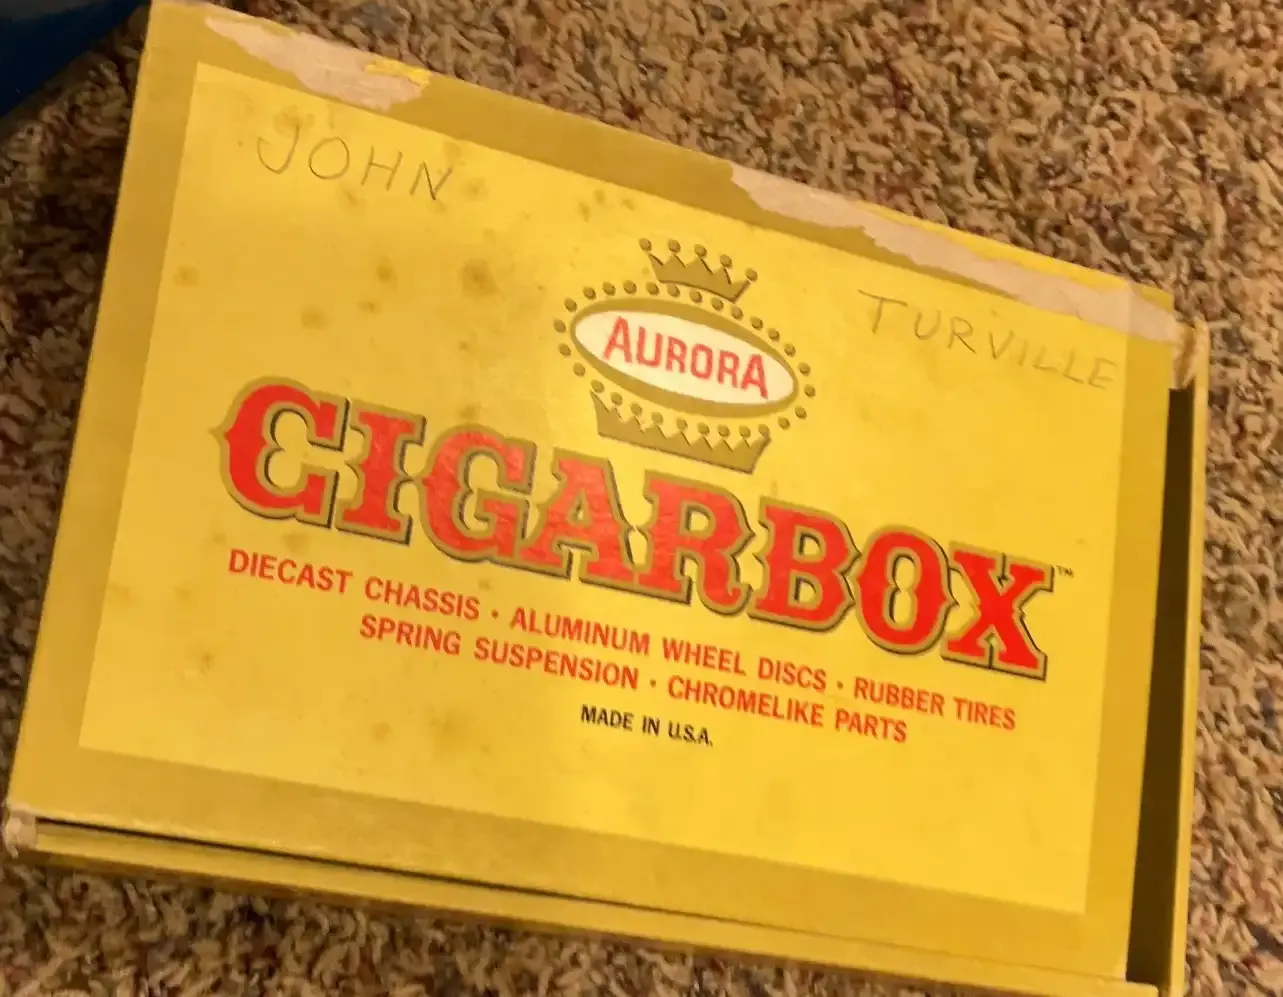 JOHN
TURVILLE
AURORA
CIGARBOX™
DIECAST CHASSIS · ALUMINUM WHEEL DISCS · RUBBER TIRES
SPRING SUSPENSION · CHROMELIKE PARTS
MADE IN U.S.A.